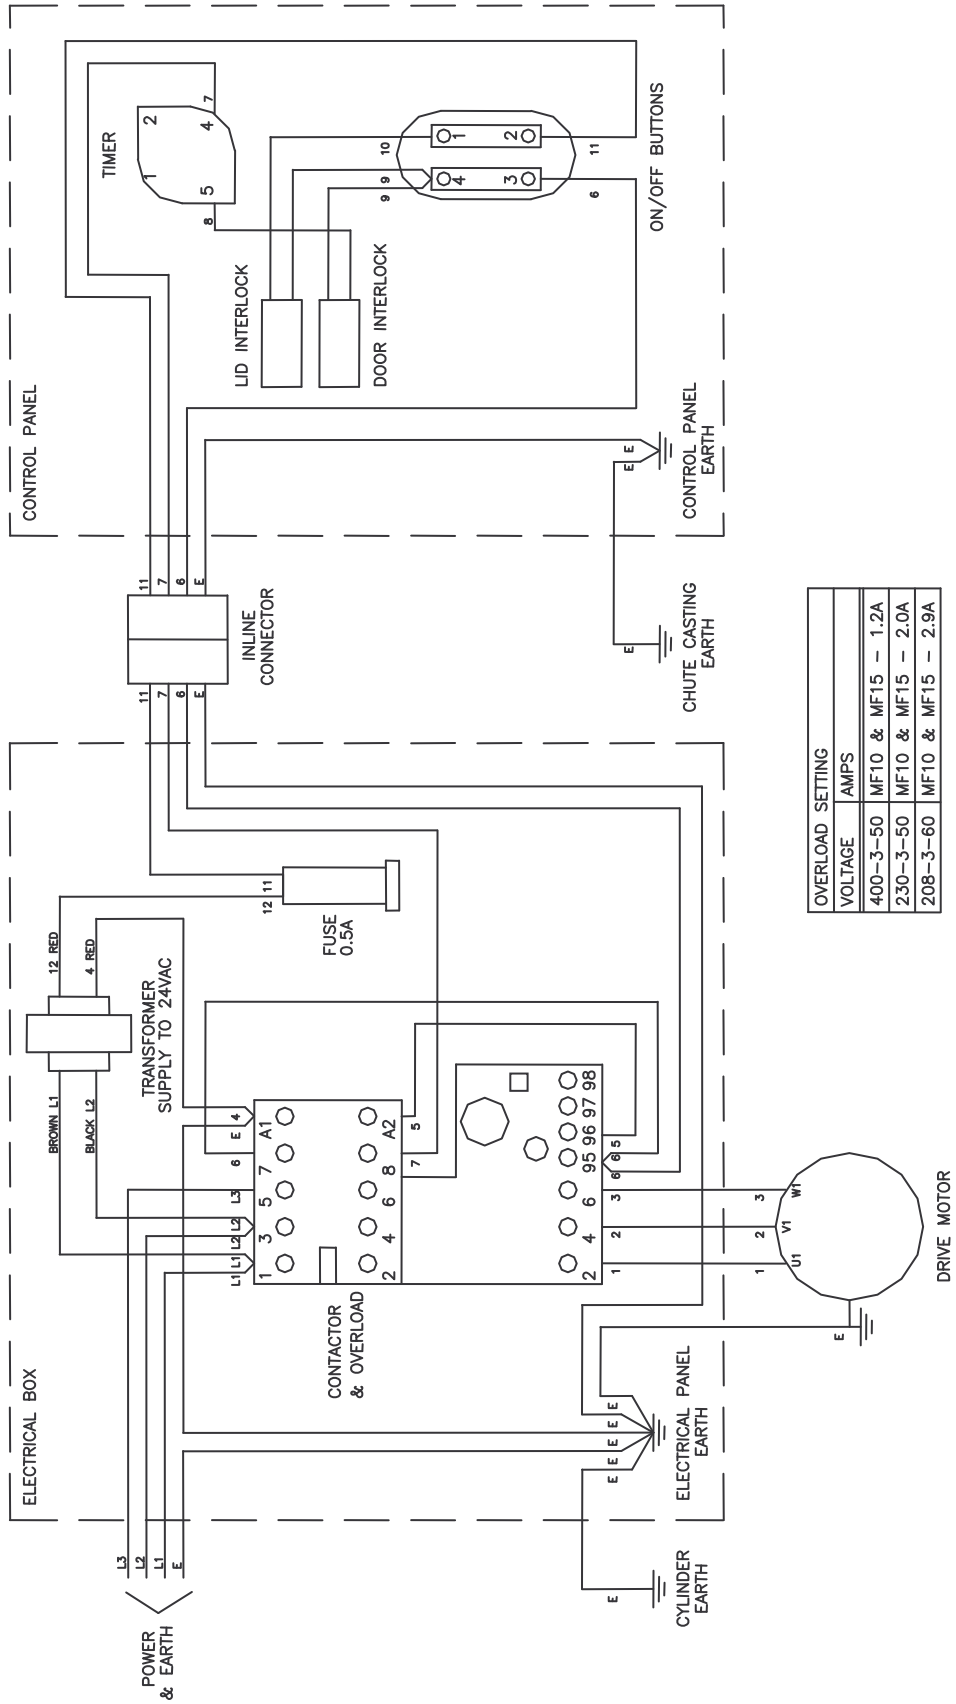 CONTROL PANEL
TIMER
1
2
4
5
7
8
LID INTERLOCK
DOOR INTERLOCK
10
9
9
1
2
4
3
11
6
ON/OFF BUTTONS
E
E
CONTROL PANEL
EARTH
11
7
6
E
INLINE
CONNECTOR
11
7
6
E
E
CHUTE CASTING
EARTH
ELECTRICAL BOX
12 RED
4 RED
TRANSFORMER
SUPPLY TO 24VAC
BROWN L1
BLACK L2
12
11
FUSE
0.5A
4
E
6
L3
L2
L2
L1
L1
A1
7
5
3
1
A2
8
6
4
2
5
7
CONTACTOR
& OVERLOAD
98
97
96
95
6
4
2
5
6
6
3
2
1
3
2
1
W1
V1
U1
DRIVE MOTOR
E
E
E
E
E
E
ELECTRICAL PANEL
EARTH
E
CYLINDER
EARTH
L3
L2
L1
E
POWER
& EARTH
OVERLOAD SETTING
VOLTAGE AMPS
400-3-50 MF10 & MF15 - 1.2A
230-3-50 MF10 & MF15 - 2.0A
208-3-60 MF10 & MF15 - 2.9A